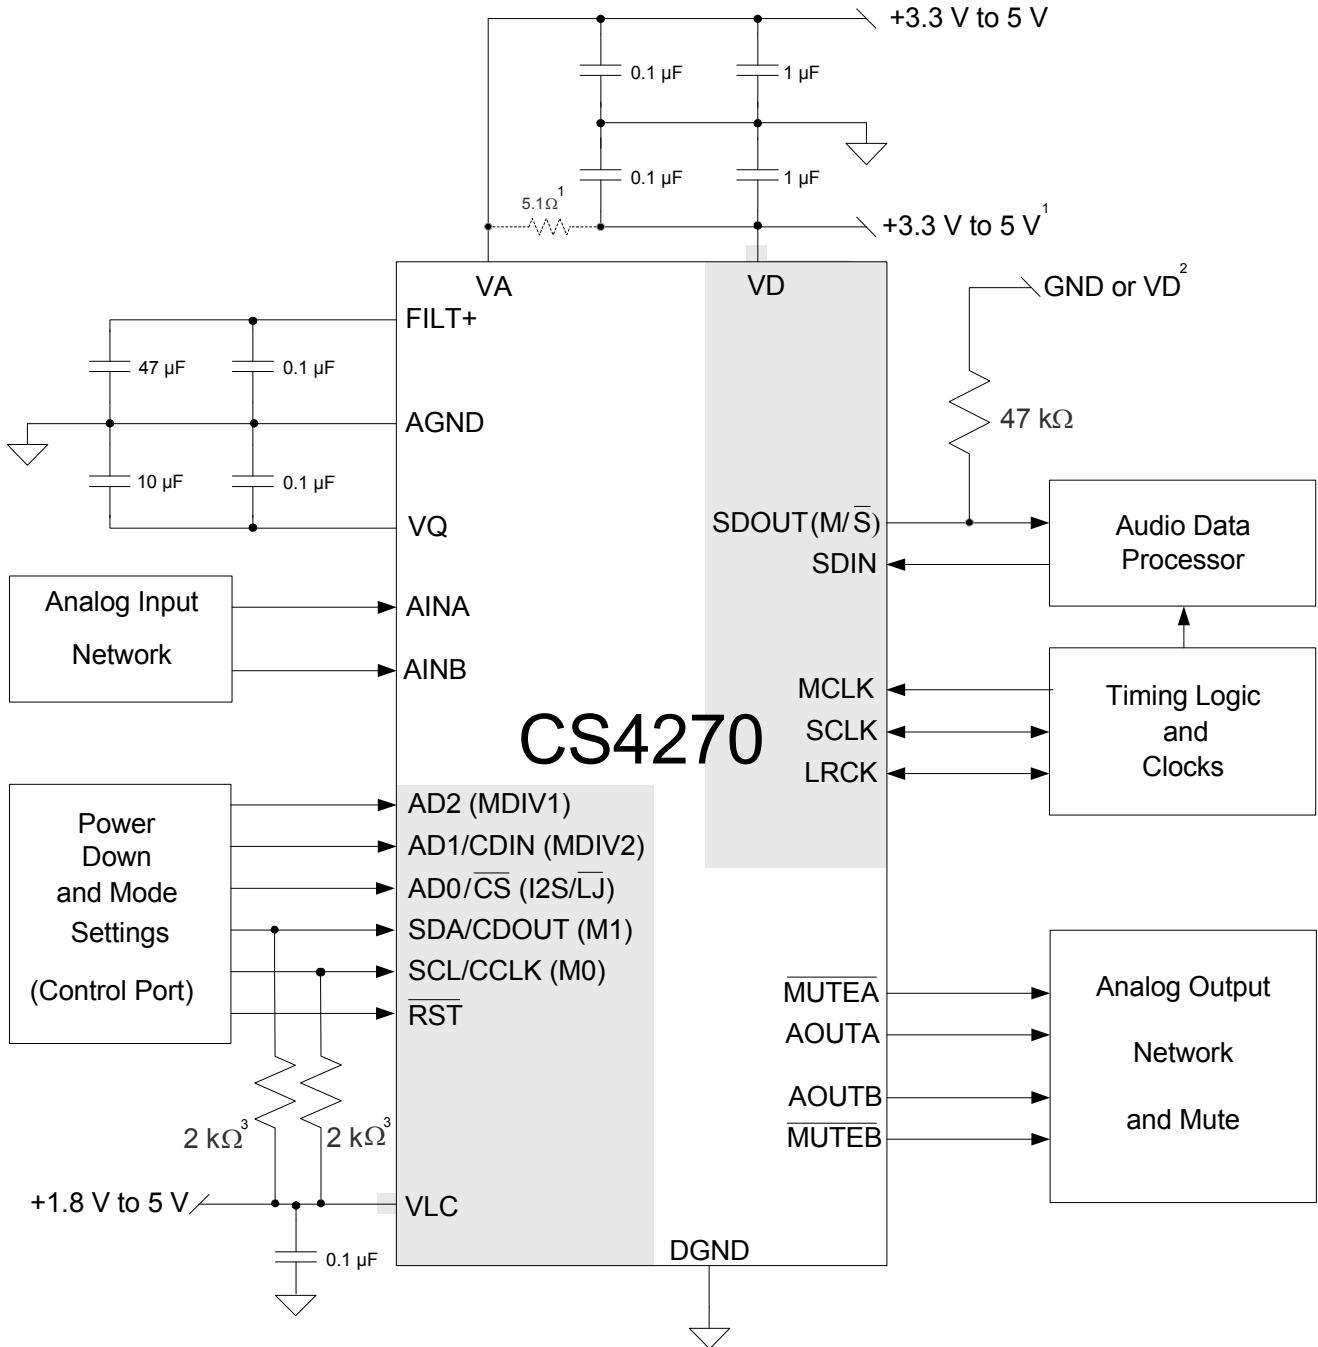 +3.3 V to 5 V
0.1 µF
1 µF
0.1 µF
1 µF
5.1Ω¹
+3.3 V to 5 V¹
VA
VD
GND or VD²
FILT+
47 µF
0.1 µF
47 kΩ
AGND
10 µF
0.1 µF
VQ
SDOUT (M/S̅)
SDIN
Audio Data
Processor
Analog Input
Network
AINA
AINB
MCLK
SCLK
LRCK
Timing Logic
and
Clocks
CS4270
Power
Down
and Mode
Settings
(Control Port)
AD2 (MDIV1)
AD1/CDIN (MDIV2)
AD0/C̅S̅ (I2S/L̅J̅)
SDA/CDOUT (M1)
SCL/CCLK (M0)
R̅S̅T̅
M̅U̅T̅E̅A̅
AOUTA
AOUTB
M̅U̅T̅E̅B̅
Analog Output
Network
and Mute
2 kΩ³
2 kΩ³
+1.8 V to 5 V
VLC
0.1 µF
DGND